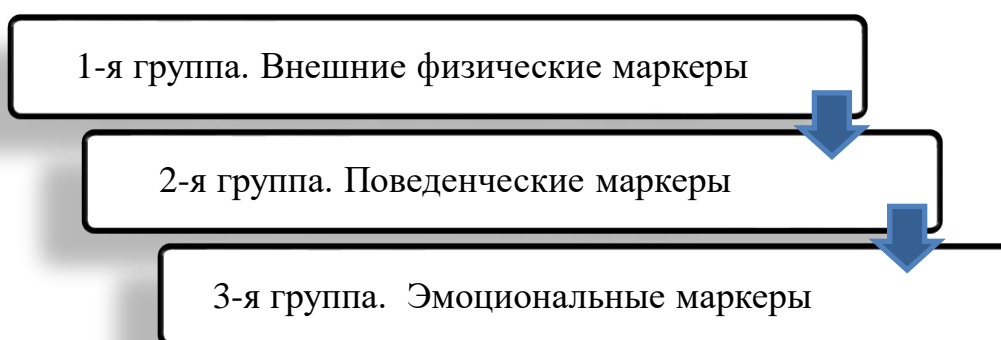 1-я группа. Внешние физические маркеры
2-я группа. Поведенческие маркеры
3-я группа. Эмоциональные маркеры